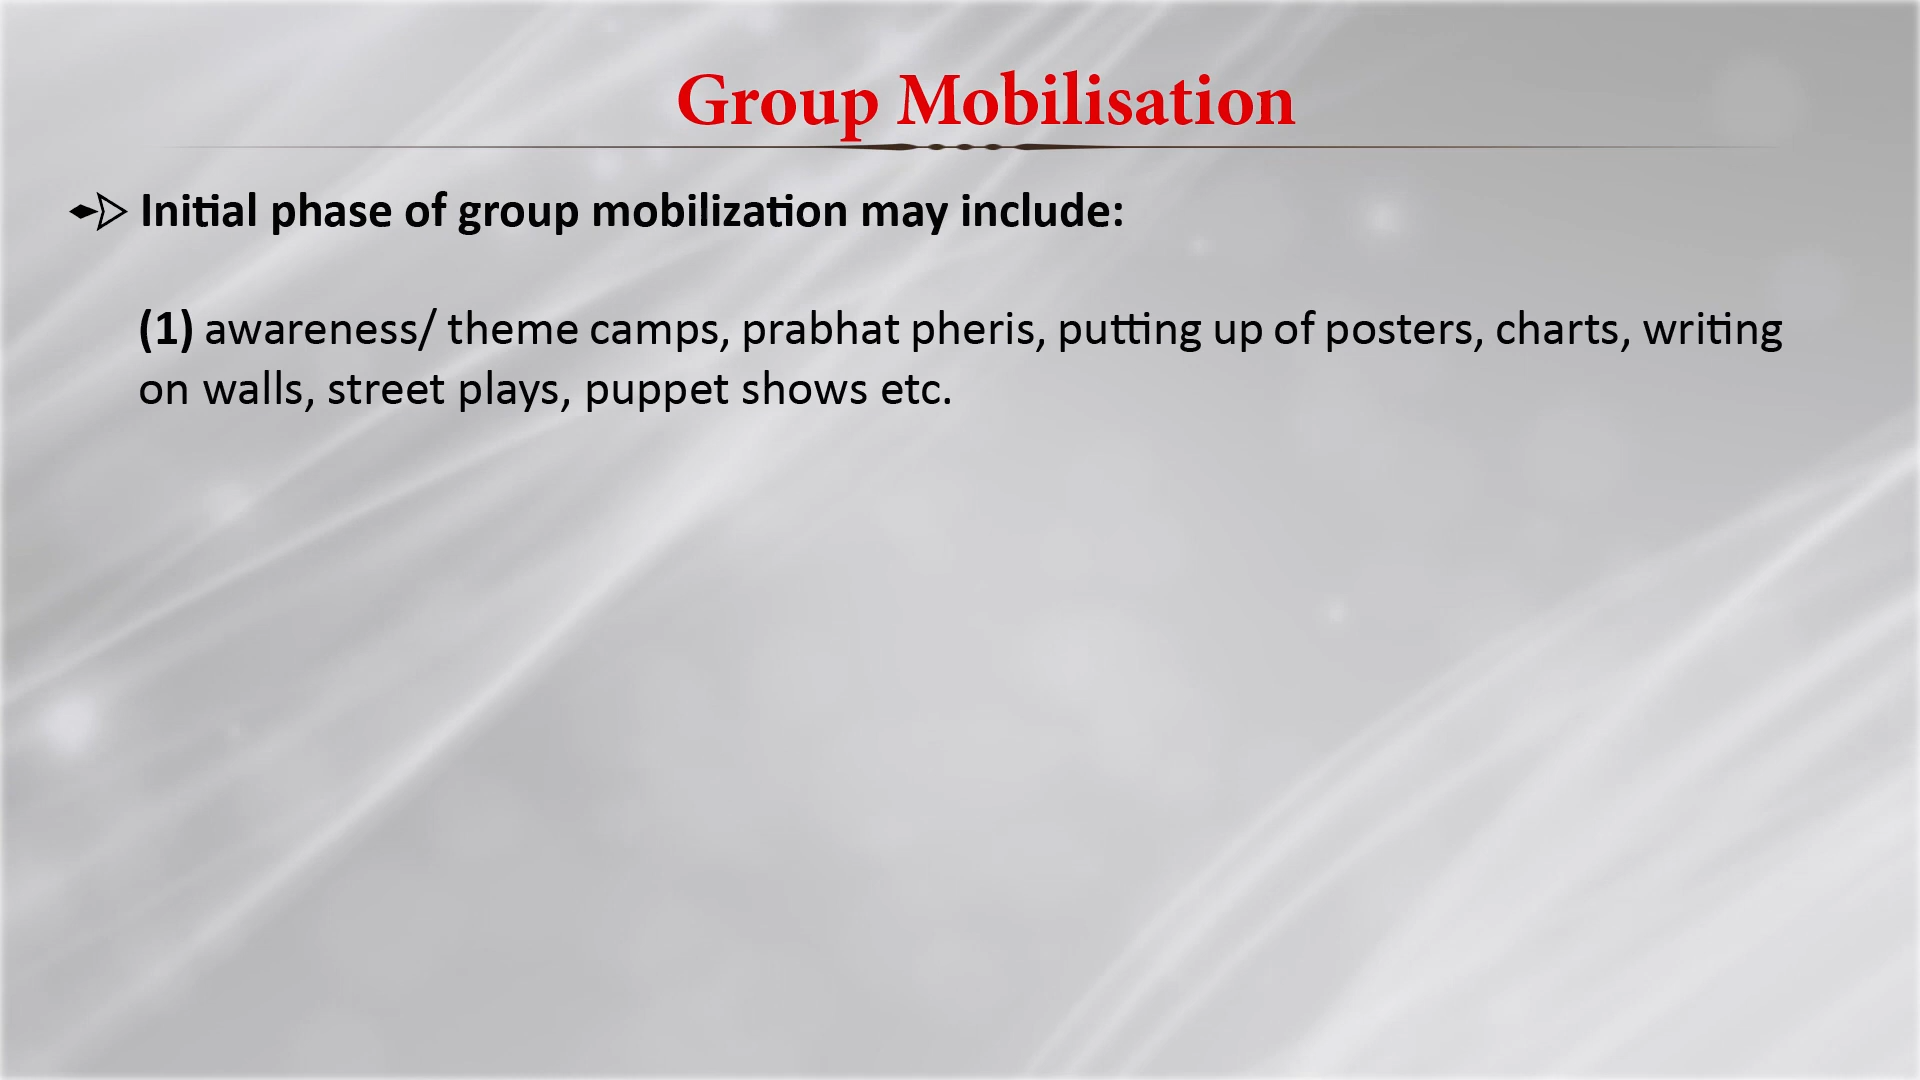 Group Mobilisation
Initial phase of group mobilization may include:
(1) awareness/ theme camps, prabhat pheris, putting up of posters, charts, writing
on walls, street plays, puppet shows etc.